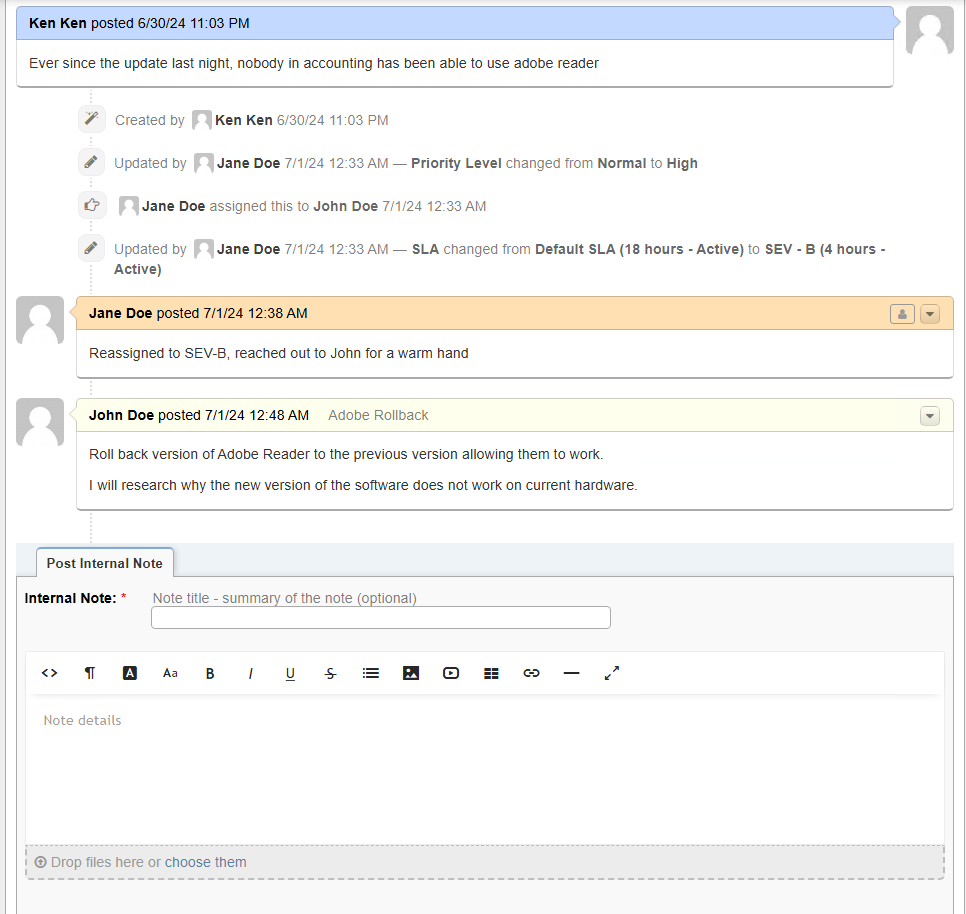 Ken Ken posted 6/30/24 11:03 PM
Ever since the update last night, nobody in accounting has been able to use adobe reader
Created by Ken Ken 6/30/24 11:03 PM
Updated by Jane Doe 7/1/24 12:33 AM — Priority Level changed from Normal to High
Jane Doe assigned this to John Doe 7/1/24 12:33 AM
Updated by Jane Doe 7/1/24 12:33 AM — SLA changed from Default SLA (18 hours - Active) to SEV - B (4 hours -
Active)
Jane Doe posted 7/1/24 12:38 AM
Reassigned to SEV-B, reached out to John for a warm hand
John Doe posted 7/1/24 12:48 AM Adobe Rollback
Roll back version of Adobe Reader to the previous version allowing them to work.
I will research why the new version of the software does not work on current hardware.
Post Internal Note
Internal Note: * Note title - summary of the note (optional)
<> ¶ A Aa B I U S
Note details
Drop files here or choose them